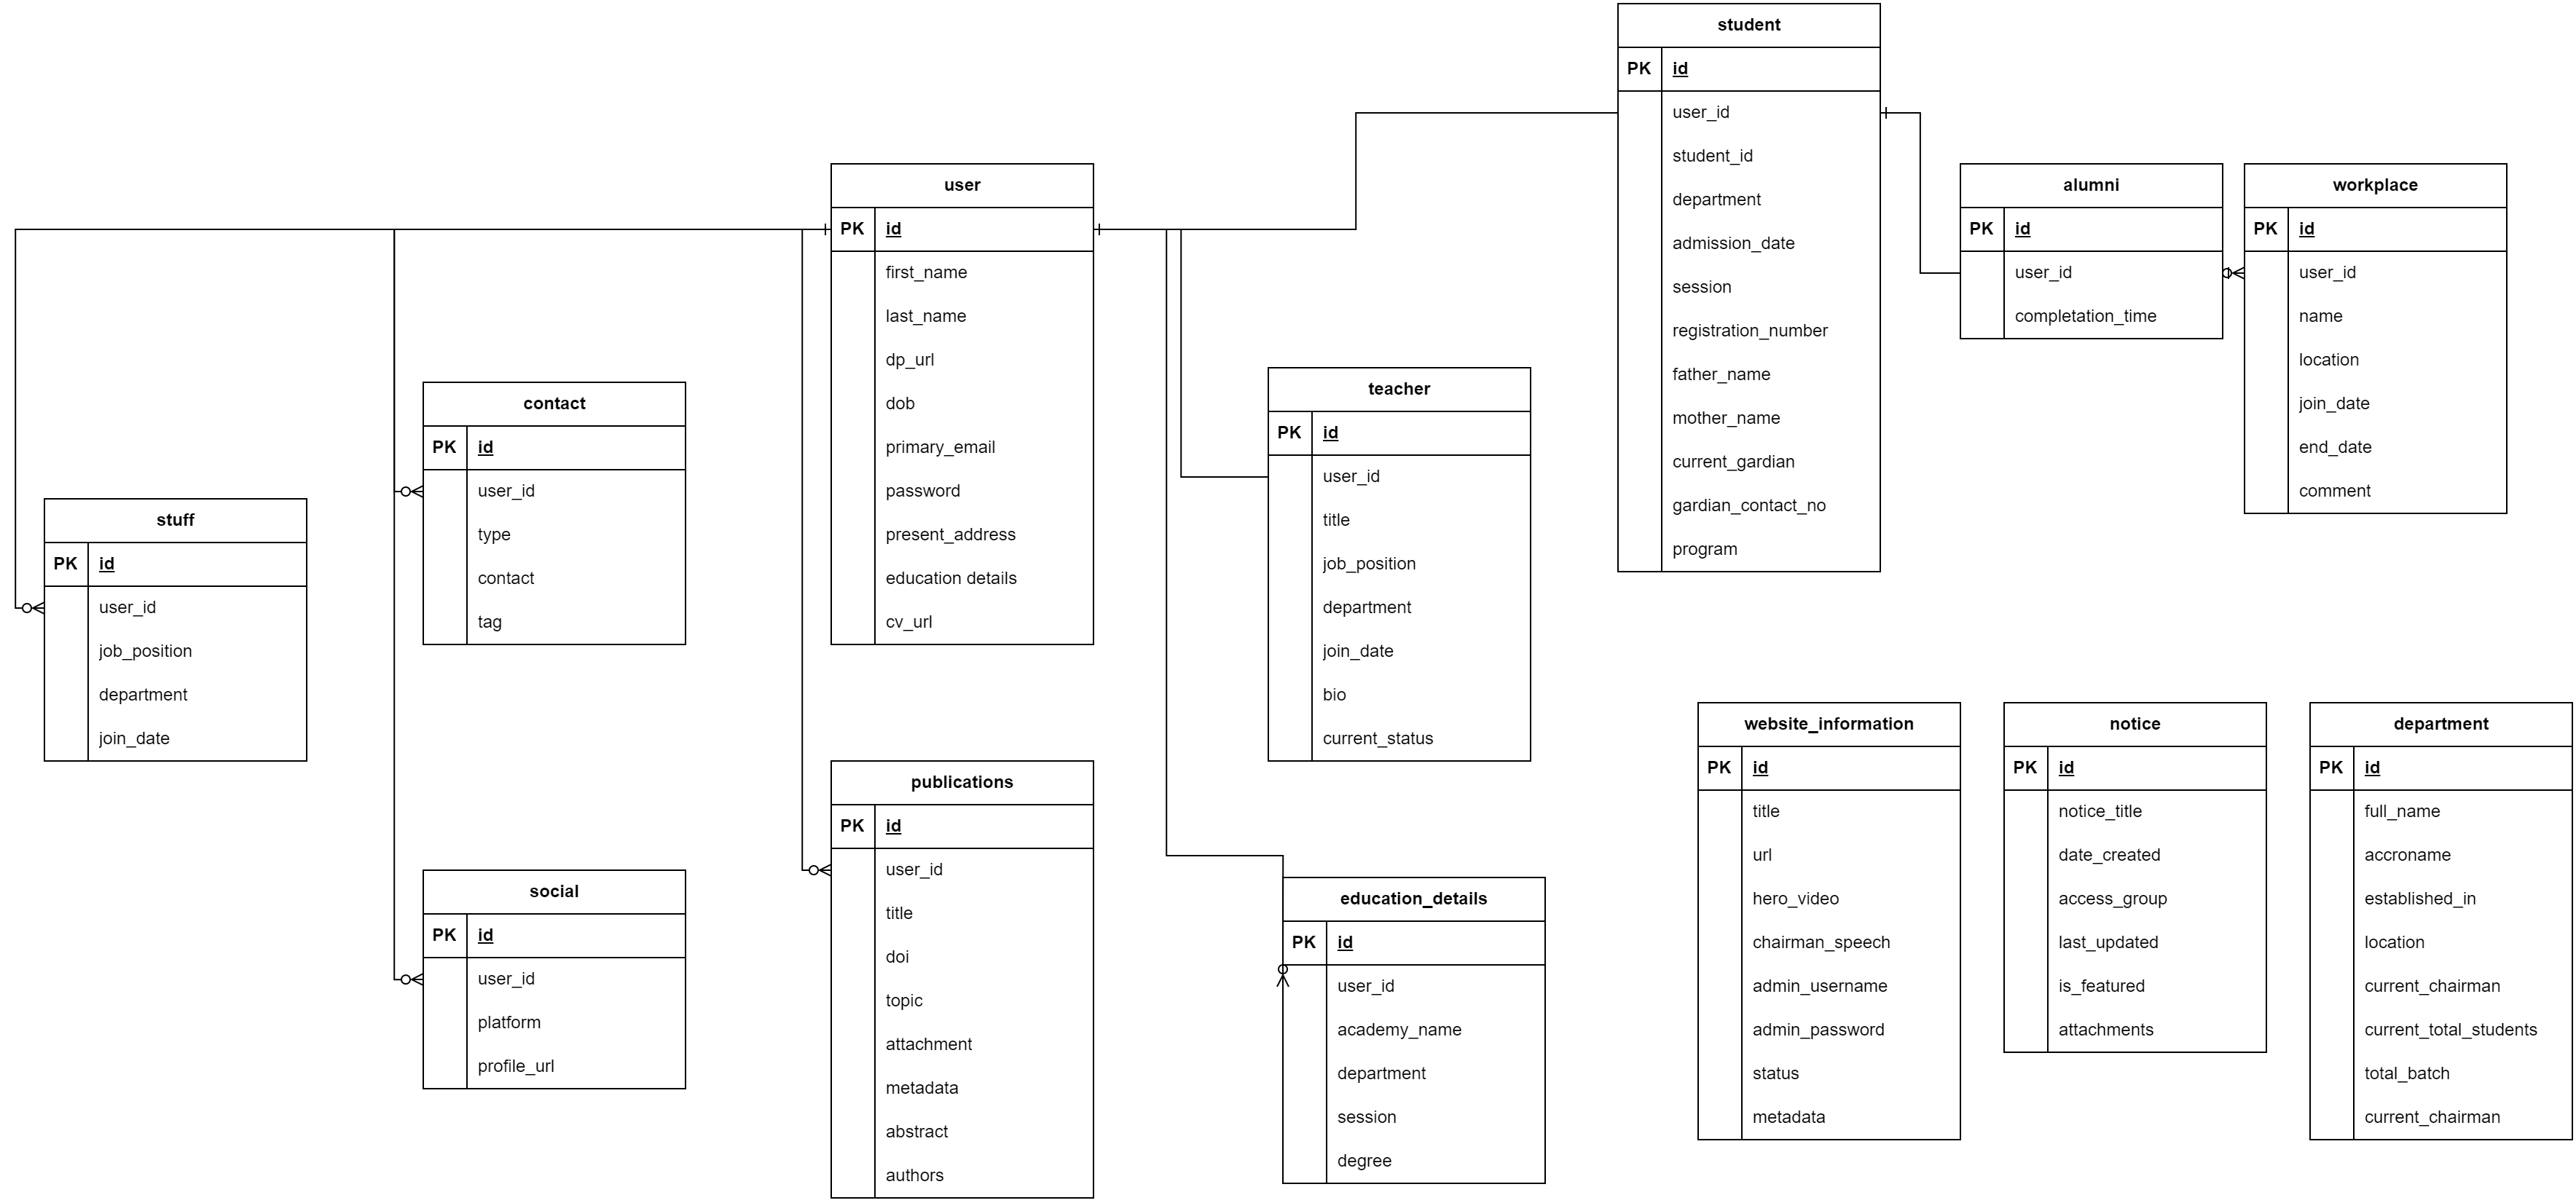 student
PK id
user_id
student_id
department
admission_date
session
registration_number
father_name
mother_name
current_gardian
gardian_contact_no
program
user
PK id
first_name
last_name
dp_url
dob
primary_email
password
present_address
education details
cv_url
alumni
PK id
user_id
completation_time
workplace
PK id
user_id
name
location
join_date
end_date
comment
teacher
PK id
user_id
title
job_position
department
join_date
bio
current_status
contact
PK id
user_id
type
contact
tag
stuff
PK id
user_id
job_position
department
join_date
social
PK id
user_id
platform
profile_url
publications
PK id
user_id
title
doi
topic
attachment
metadata
abstract
authors
education_details
PK id
user_id
academy_name
department
session
degree
website_information
PK id
title
url
hero_video
chairman_speech
admin_username
admin_password
status
metadata
notice
PK id
notice_title
date_created
access_group
last_updated
is_featured
attachments
department
PK id
full_name
accroname
established_in
location
current_chairman
current_total_students
total_batch
current_chairman